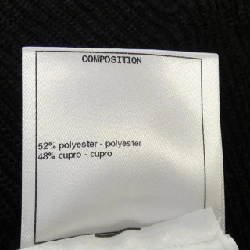 COMPOSITION
52% polyester - polyester
48% cupro - cupro